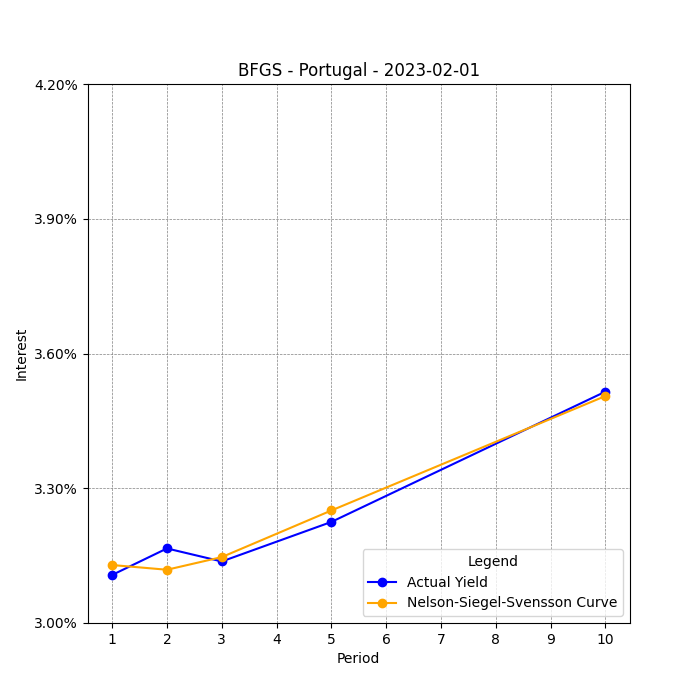 BFGS - Portugal - 2023-02-01
4.20%
3.90%
3.60%
3.30%
3.00%
Interest
1 2 3 4 5 6 7 8 9 10
Period
Legend
Actual Yield
Nelson-Siegel-Svensson Curve